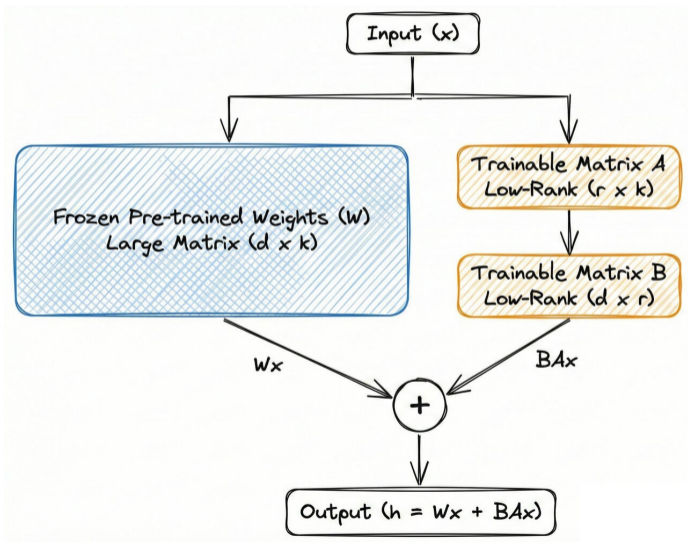 Input (x)
Frozen Pre-trained Weights (W)
Large Matrix (d x k)
Trainable Matrix A
Low-Rank (r x k)
Trainable Matrix B
Low-Rank (d x r)
Wx
BAx
+
Output (h = Wx + BAx)